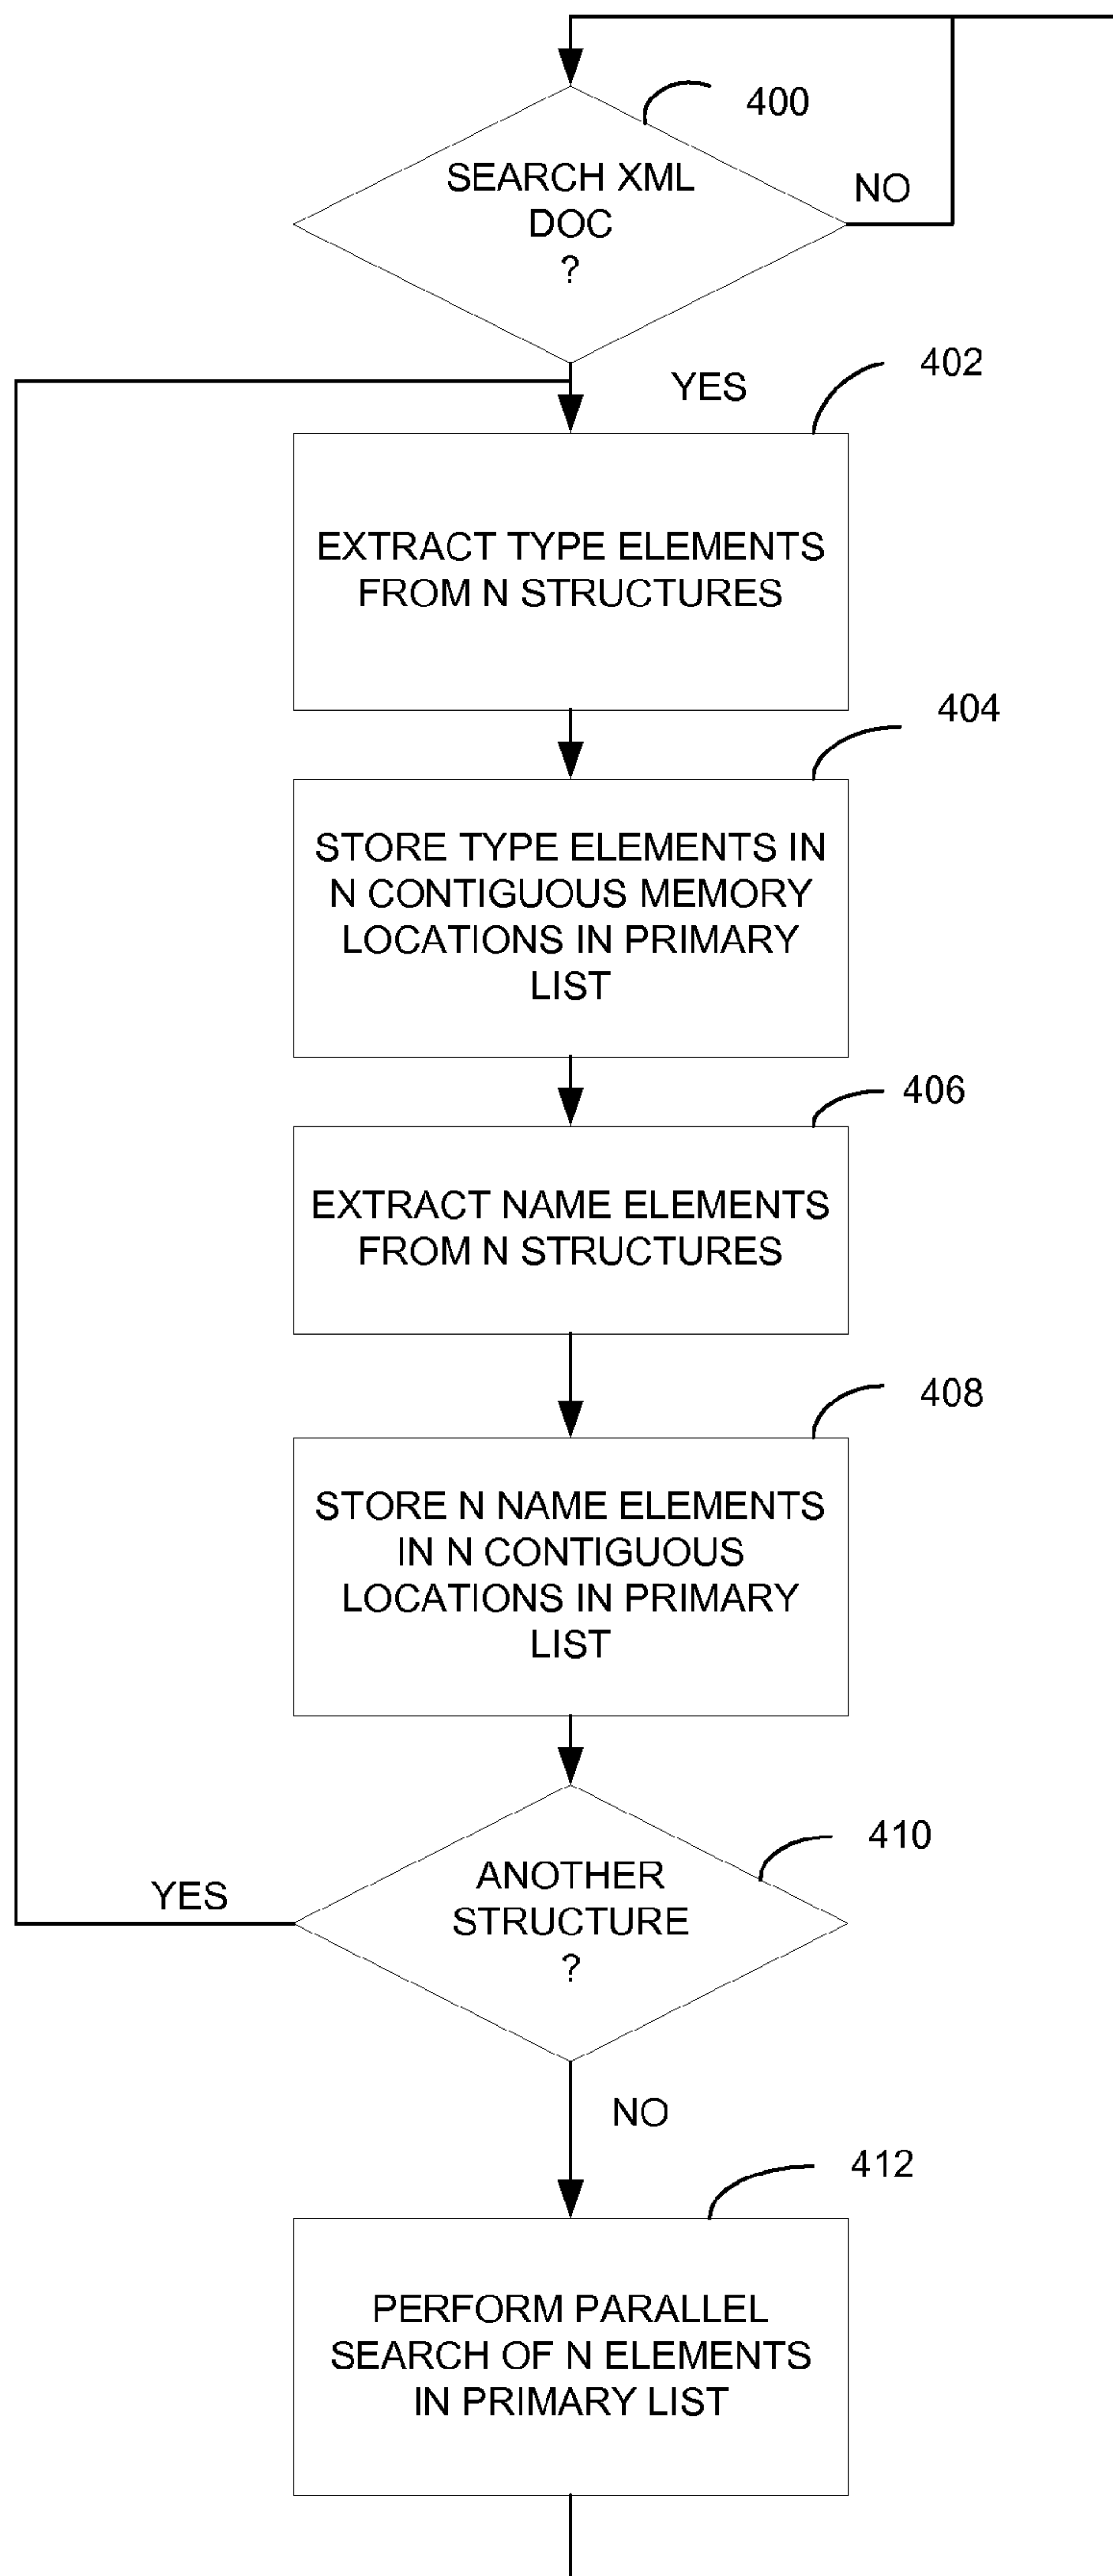 400
SEARCH XML
DOC
?
NO
YES
402
EXTRACT TYPE ELEMENTS
FROM N STRUCTURES
404
STORE TYPE ELEMENTS IN
N CONTIGUOUS MEMORY
LOCATIONS IN PRIMARY
LIST
406
EXTRACT NAME ELEMENTS
FROM N STRUCTURES
408
STORE N NAME ELEMENTS
IN N CONTIGUOUS
LOCATIONS IN PRIMARY
LIST
410
ANOTHER
STRUCTURE
?
YES
NO
412
PERFORM PARALLEL
SEARCH OF N ELEMENTS
IN PRIMARY LIST